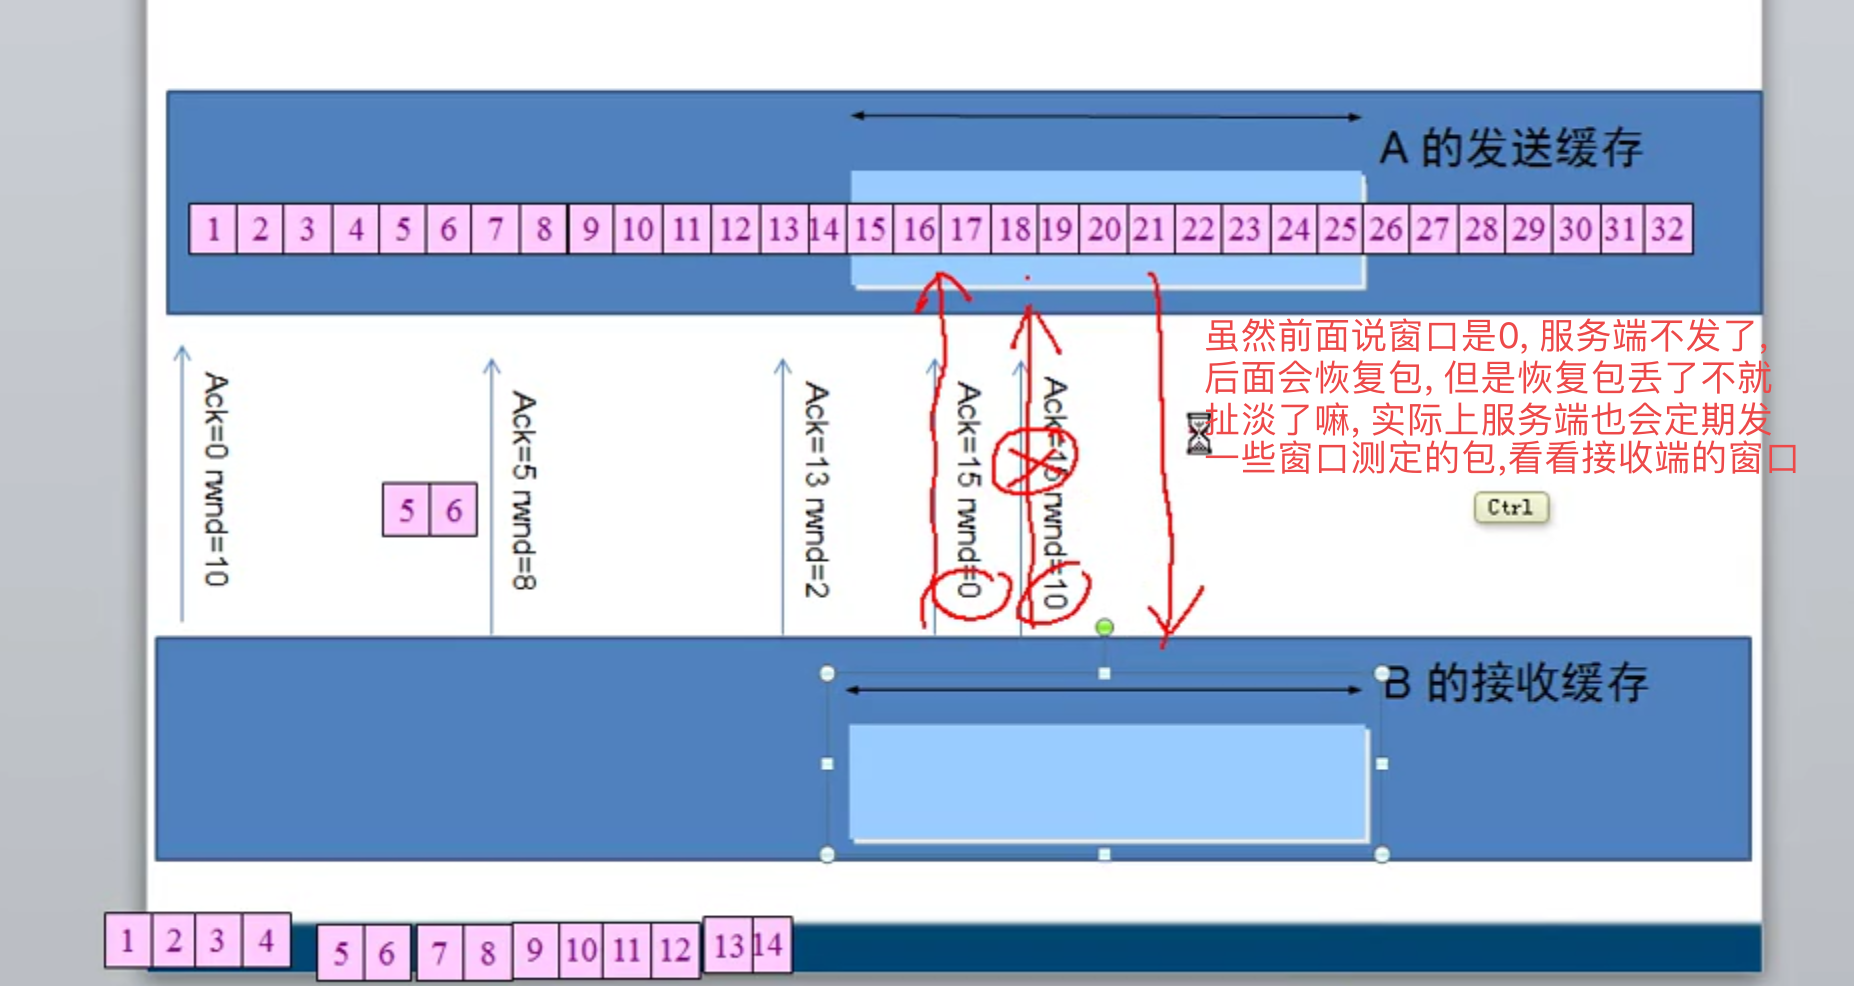 A 的发送缓存
1 2 3 4 5 6 7 8 9 10 11 12 13 14 15 16 17 18 19 20 21 22 23 24 25 26 27 28 29 30 31 32
虽然前面说窗口是0, 服务端不发了,
后面会恢复包, 但是恢复包丢了不就
扯淡了嘛, 实际上服务端也会定期发
一些窗口测定的包,看看接收端的窗口
Ack=0 rwnd=10
5 6
Ack=5 rwnd=8
Ack=13 rwnd=2
Ack=15 rwnd=0
Ack=15 rwnd=10
Ctrl
B 的接收缓存
1 2 3 4
5 6
7 8
9 10 11 12
13 14